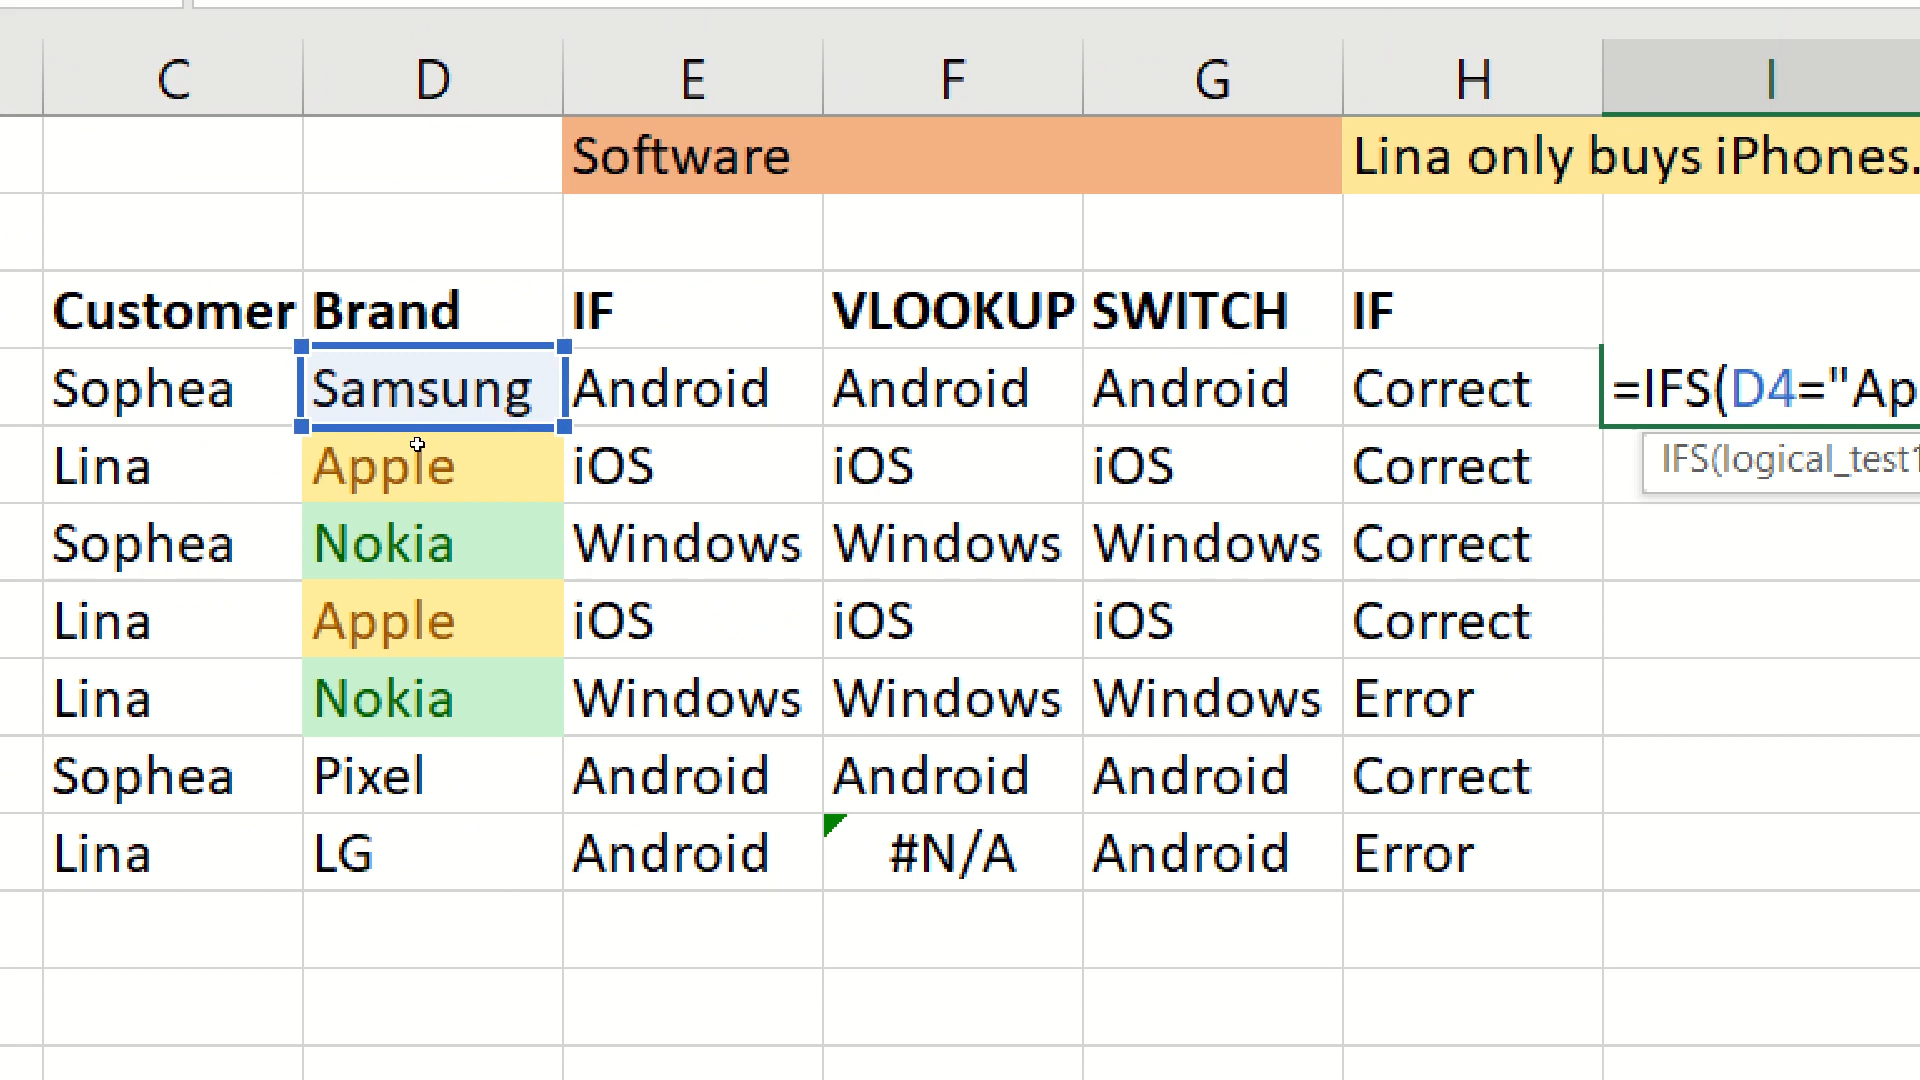 C D E F G H I
Software Lina only buys iPhones.
Customer Brand IF VLOOKUP SWITCH IF
Sophea Samsung Android Android Android Correct =IFS(D4="Ap
IFS(logical_test1
Lina Apple iOS iOS iOS Correct
Sophea Nokia Windows Windows Windows Correct
Lina Apple iOS iOS iOS Correct
Lina Nokia Windows Windows Windows Error
Sophea Pixel Android Android Android Correct
Lina LG Android #N/A Android Error